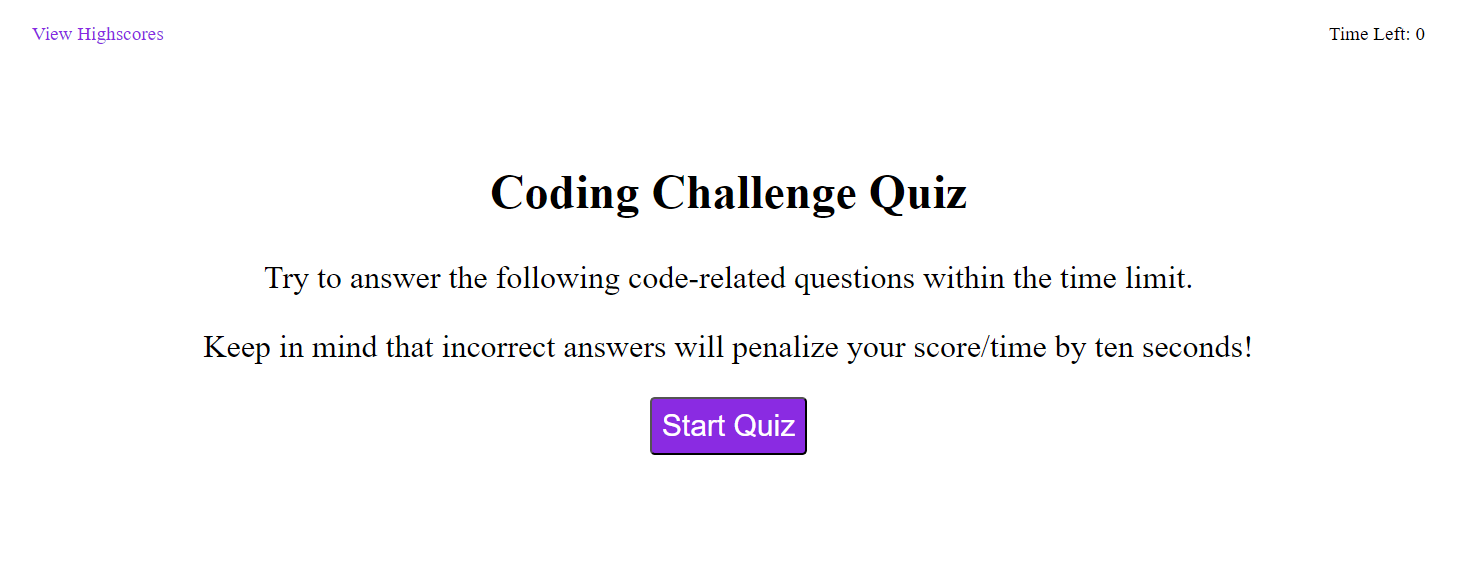 View Highscores
Time Left: 0
Coding Challenge Quiz
Try to answer the following code-related questions within the time limit.
Keep in mind that incorrect answers will penalize your score/time by ten seconds!
Start Quiz